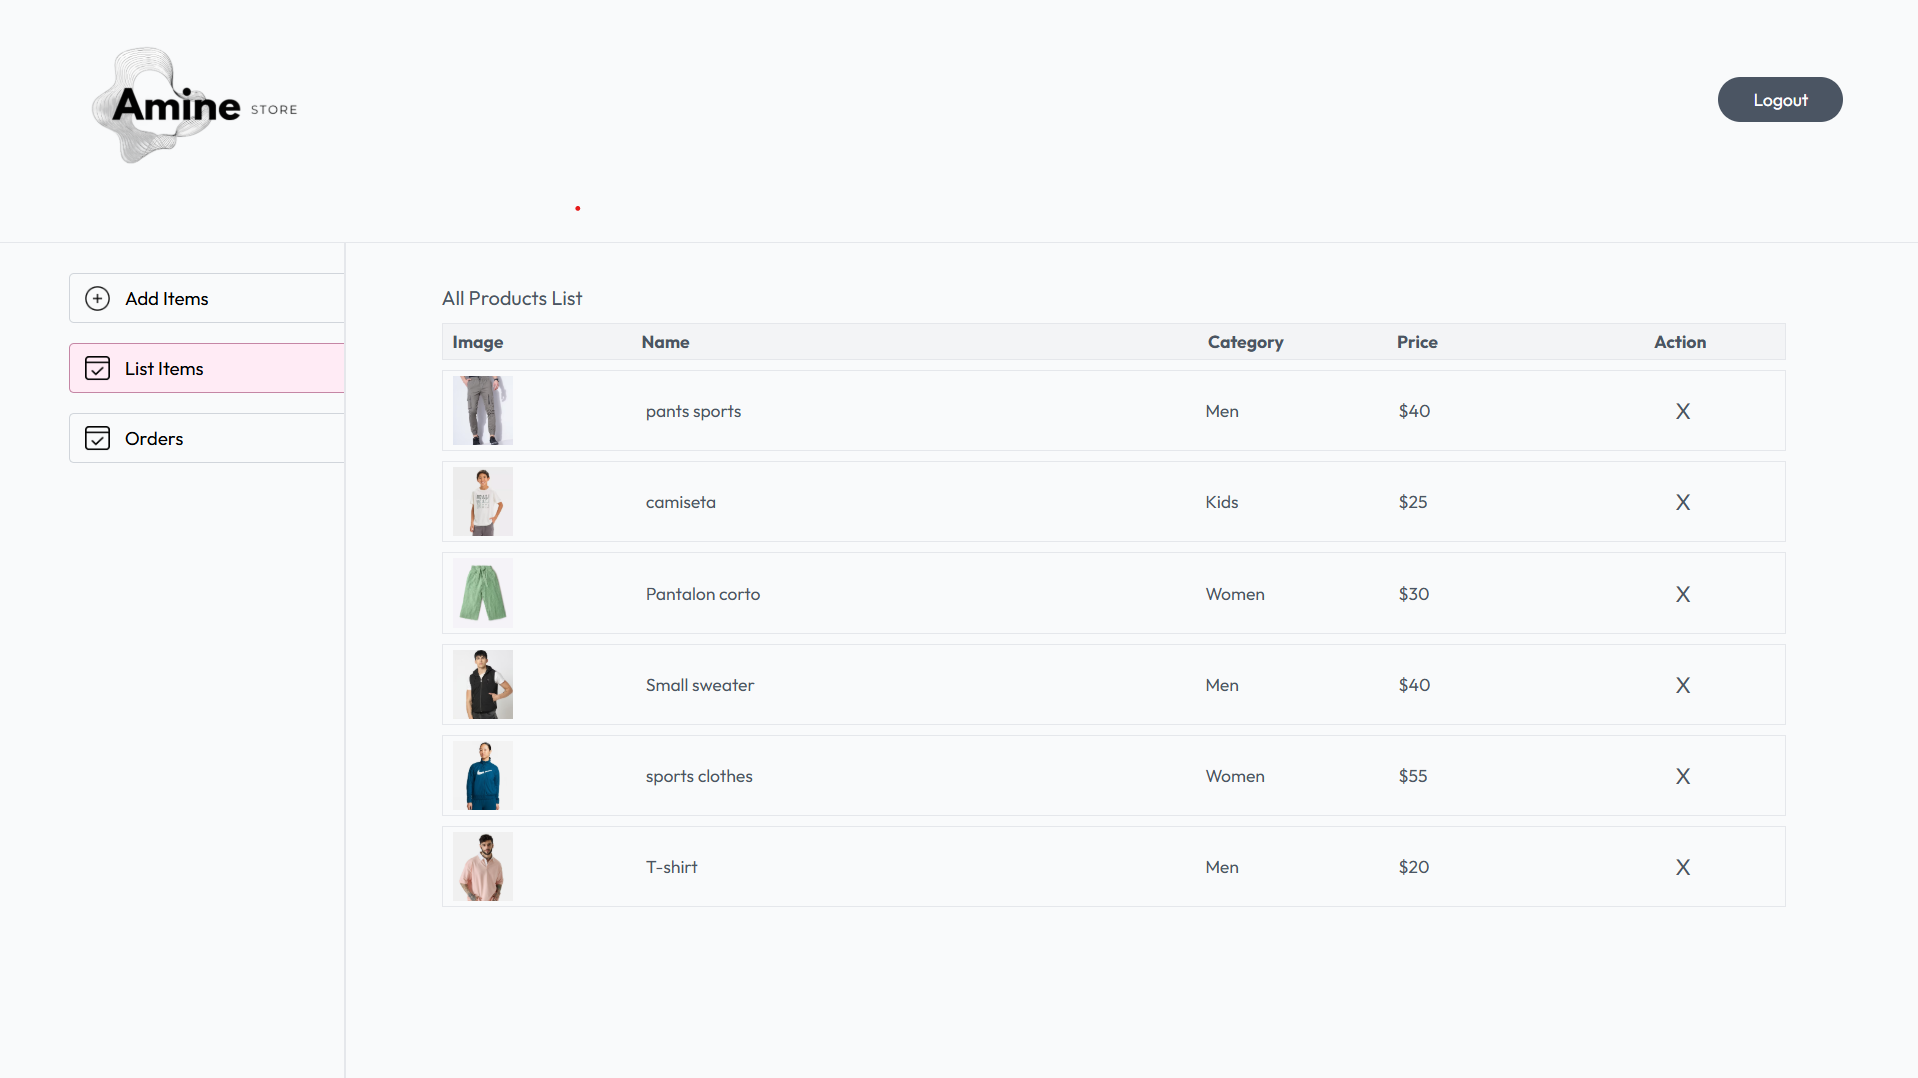 Amine STORE
Logout
Add Items
List Items
Orders
All Products List
Image Name Category Price Action
pants sports Men $40 X
camiseta Kids $25 X
Pantalon corto Women $30 X
Small sweater Men $40 X
sports clothes Women $55 X
T-shirt Men $20 X